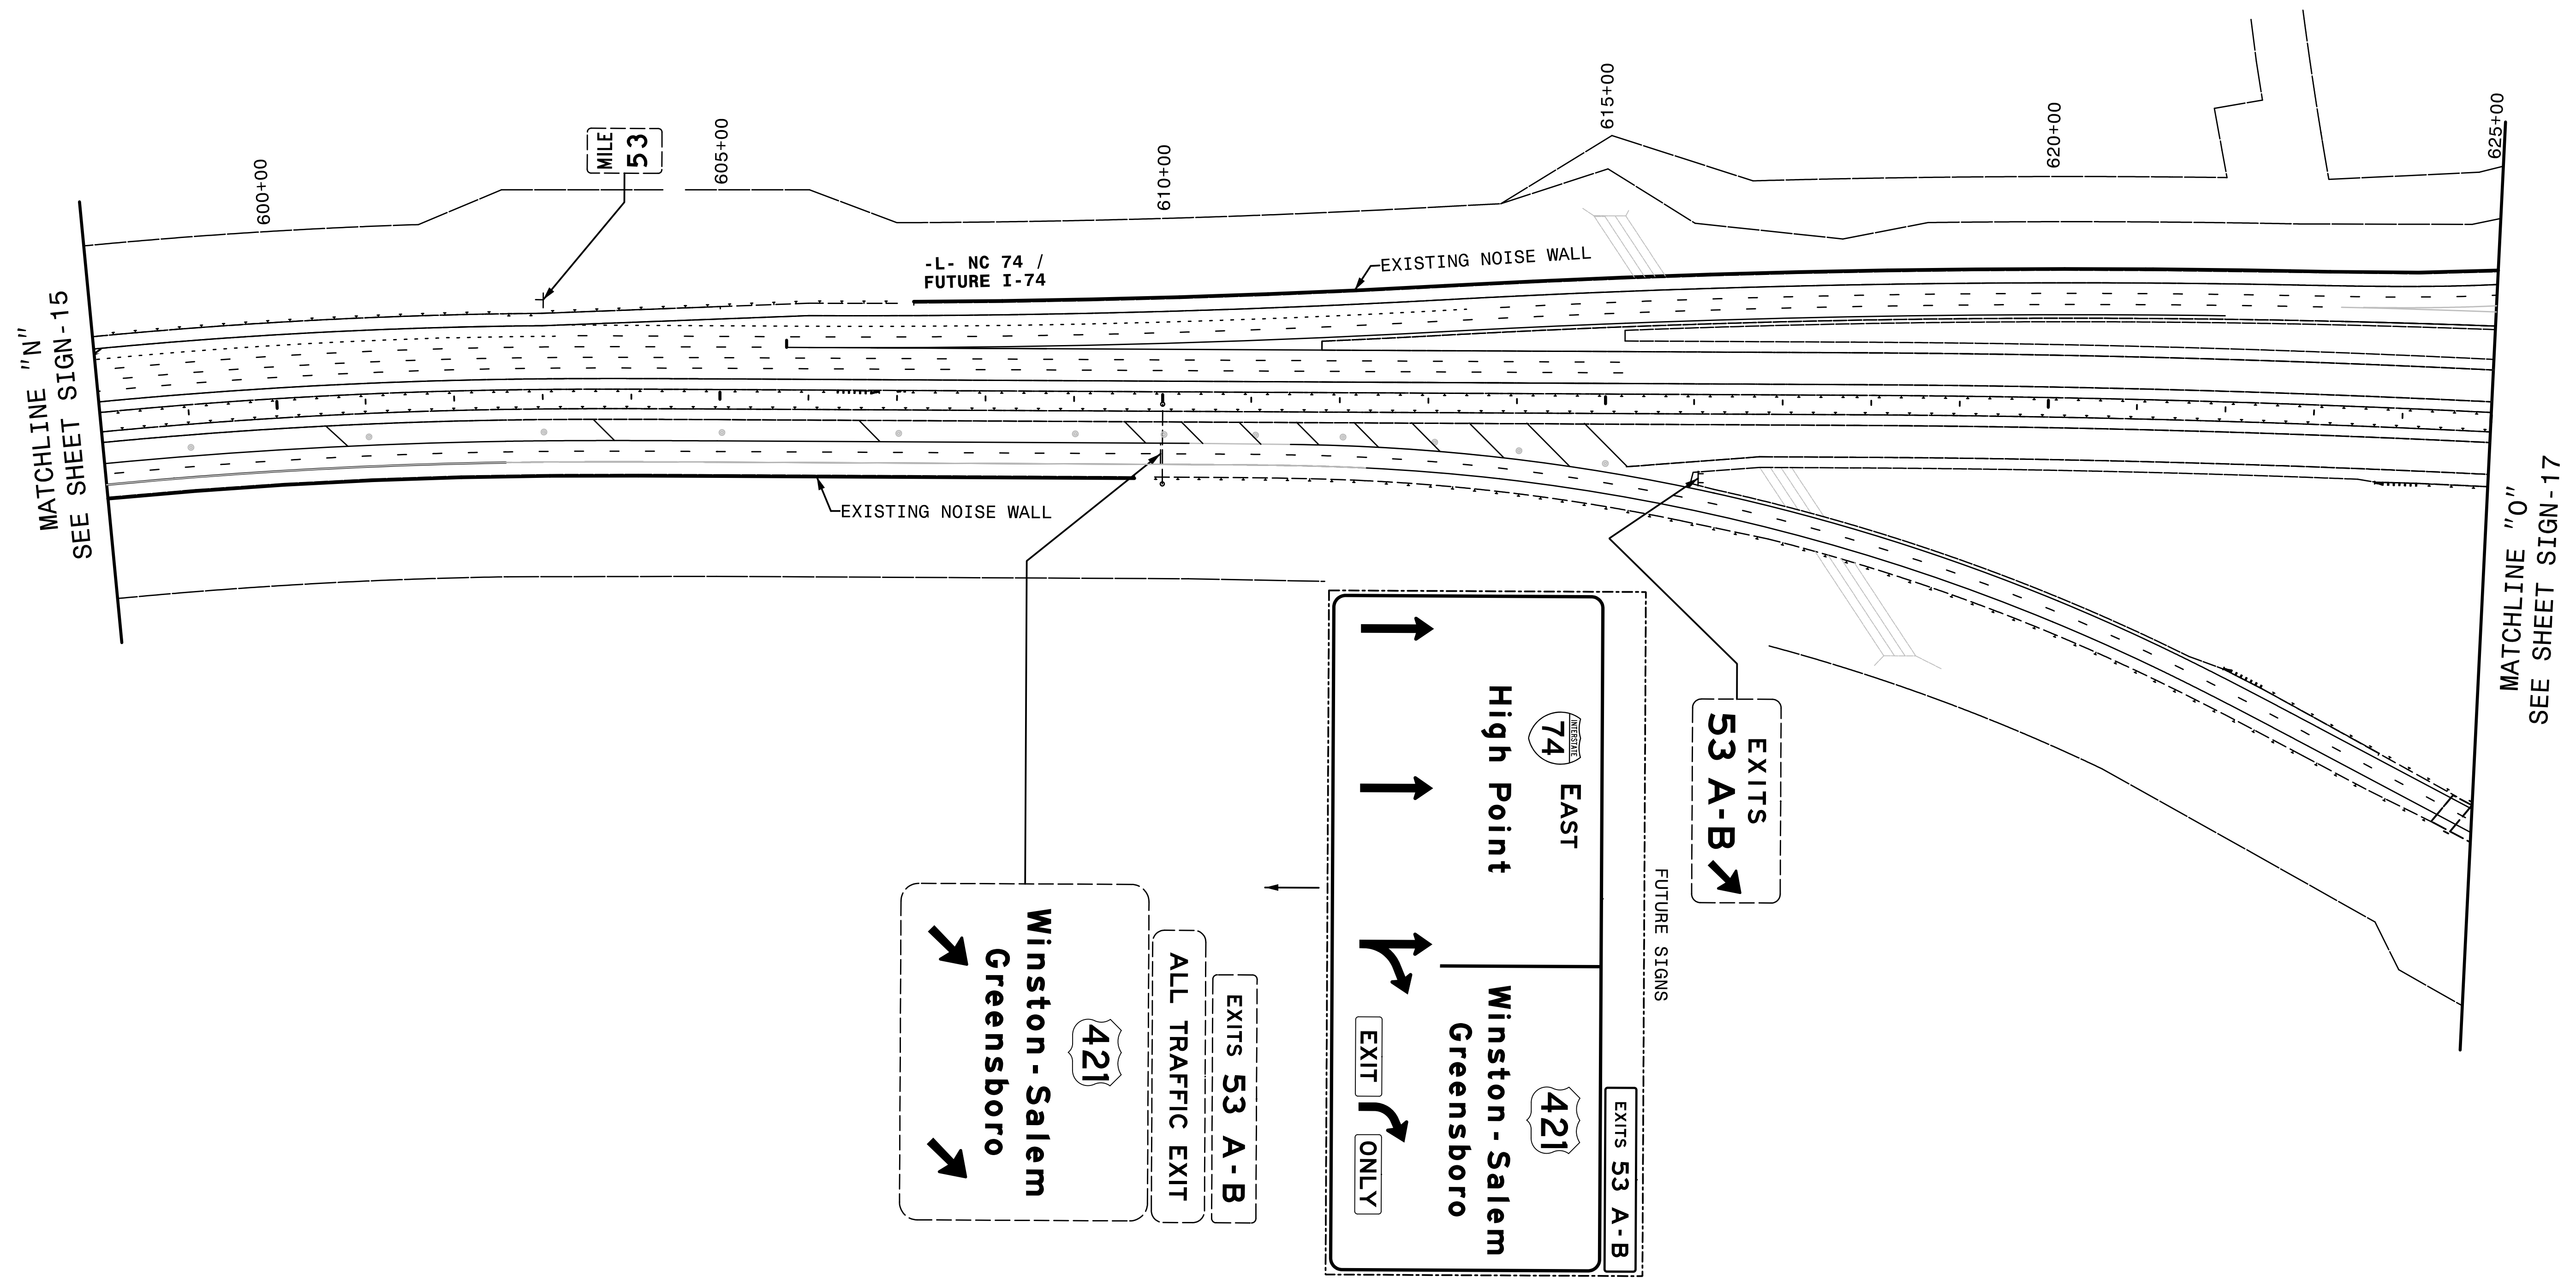 600+00
605+00
610+00
615+00
620+00
625+00
MILE
53
-L- NC 74 /
FUTURE I-74
EXISTING NOISE WALL
MATCHLINE "N"
SEE SHEET SIGN-15
EXISTING NOISE WALL
MATCHLINE "O"
SEE SHEET SIGN-17
EXITS 53 A-B
ALL TRAFFIC EXIT
421
Winston-Salem
Greensboro
FUTURE SIGNS
EXITS 53 A-B
INTERSTATE
74
EAST
High Point
421
Winston-Salem
Greensboro
EXIT
ONLY
EXITS
53 A-B